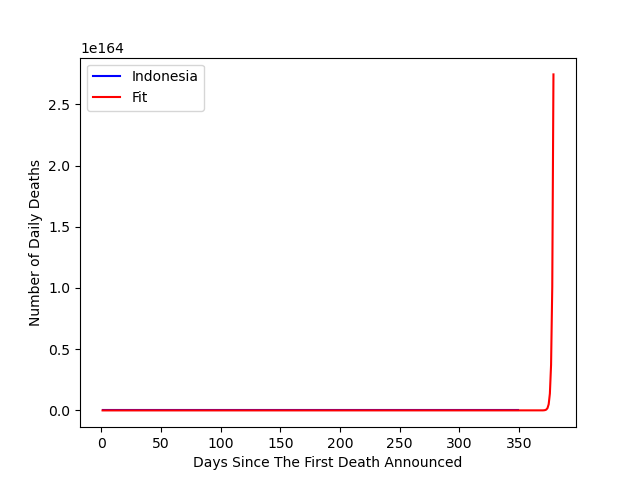 1e164
Indonesia
Fit
2.5
2.0
1.5
1.0
0.5
0.0
Number of Daily Deaths
0 50 100 150 200 250 300 350
Days Since The First Death Announced